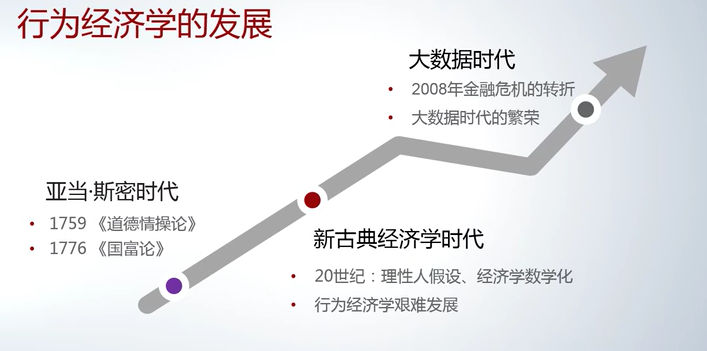 行为经济学的发展
大数据时代
• 2008年金融危机的转折
• 大数据时代的繁荣
亚当·斯密时代
• 1759 《道德情操论》
• 1776 《国富论》
新古典经济学时代
• 20世纪：理性人假设、经济学数学化
• 行为经济学艰难发展